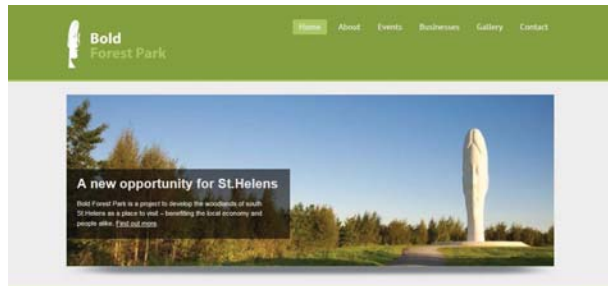 Bold
Forest Park
Home About Events Businesses Gallery Contact
A new opportunity for St.Helens
Bold Forest Park is a project to develop the woodlands of south
St.Helens as a place to visit – benefiting the local economy and
people alike. Find out more.